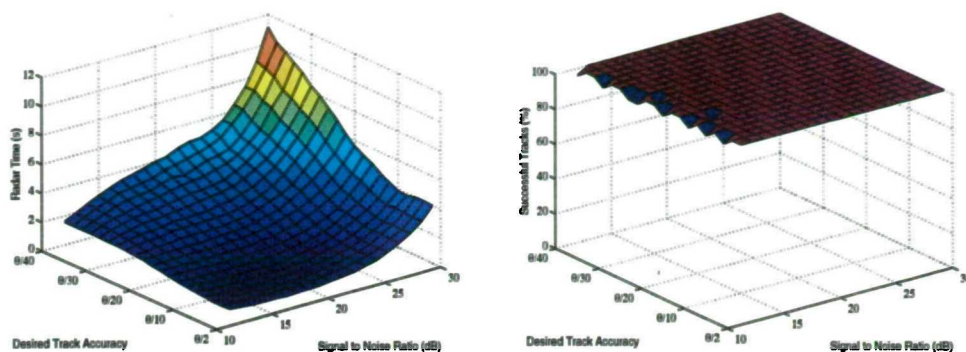 12
10
8
6
4
2
0
Radar Time (s)
θ/40
θ/30
θ/20
θ/10
θ/2
10
15
20
25
30
Desired Track Accuracy
Signal to Noise Ratio (dB)
100
80
60
40
20
0
Successful Tracks (%)
θ/40
θ/30
θ/20
θ/10
θ/2
10
15
20
25
3
Desired Track Accuracy
Signal to Noise Ratio (dB)